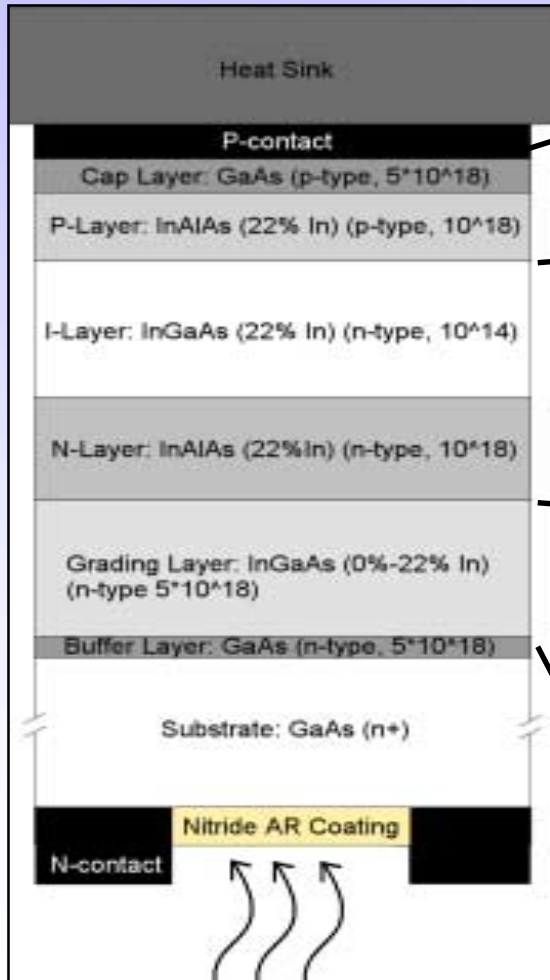 Heat Sink
P-contact
Cap Layer: GaAs (p-type, 5*10^18)
P-Layer: InAlAs (22% In) (p-type, 10^18)
I-Layer: InGaAs (22% In) (n-type, 10^14)
N-Layer: InAlAs (22%In) (n-type, 10^18)
Grading Layer: InGaAs (0%-22% In)
(n-type 5*10^18)
Buffer Layer: GaAs (n-type, 5*10^18)
Substrate: GaAs (n+)
Nitride AR Coating
N-contact